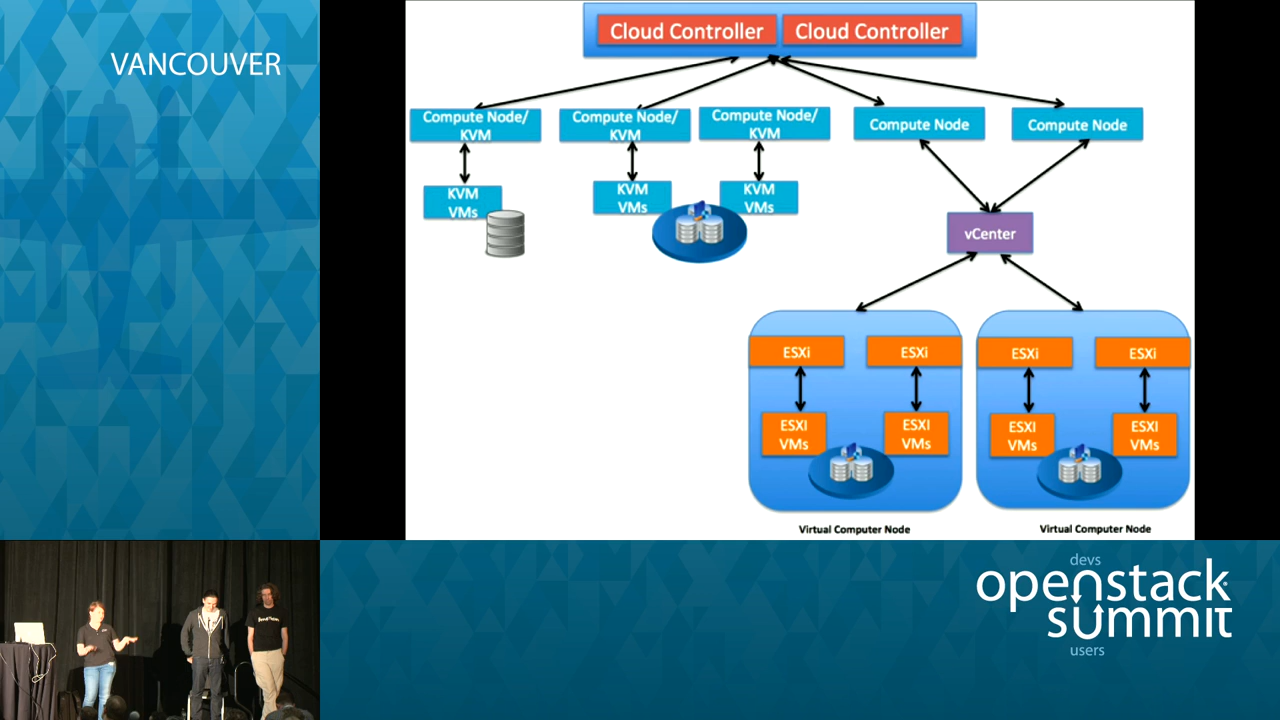 VANCOUVER
Cloud Controller
Cloud Controller
Compute Node/
KVM
Compute Node/
KVM
Compute Node/
KVM
Compute Node
Compute Node
KVM
VMs
KVM
VMs
KVM
VMs
vCenter
ESXi
ESXi
ESXi
ESXi
ESXI
VMs
ESXI
VMs
ESXI
VMs
ESXI
VMs
Virtual Computer Node
Virtual Computer Node
devs
openstack
summit
users